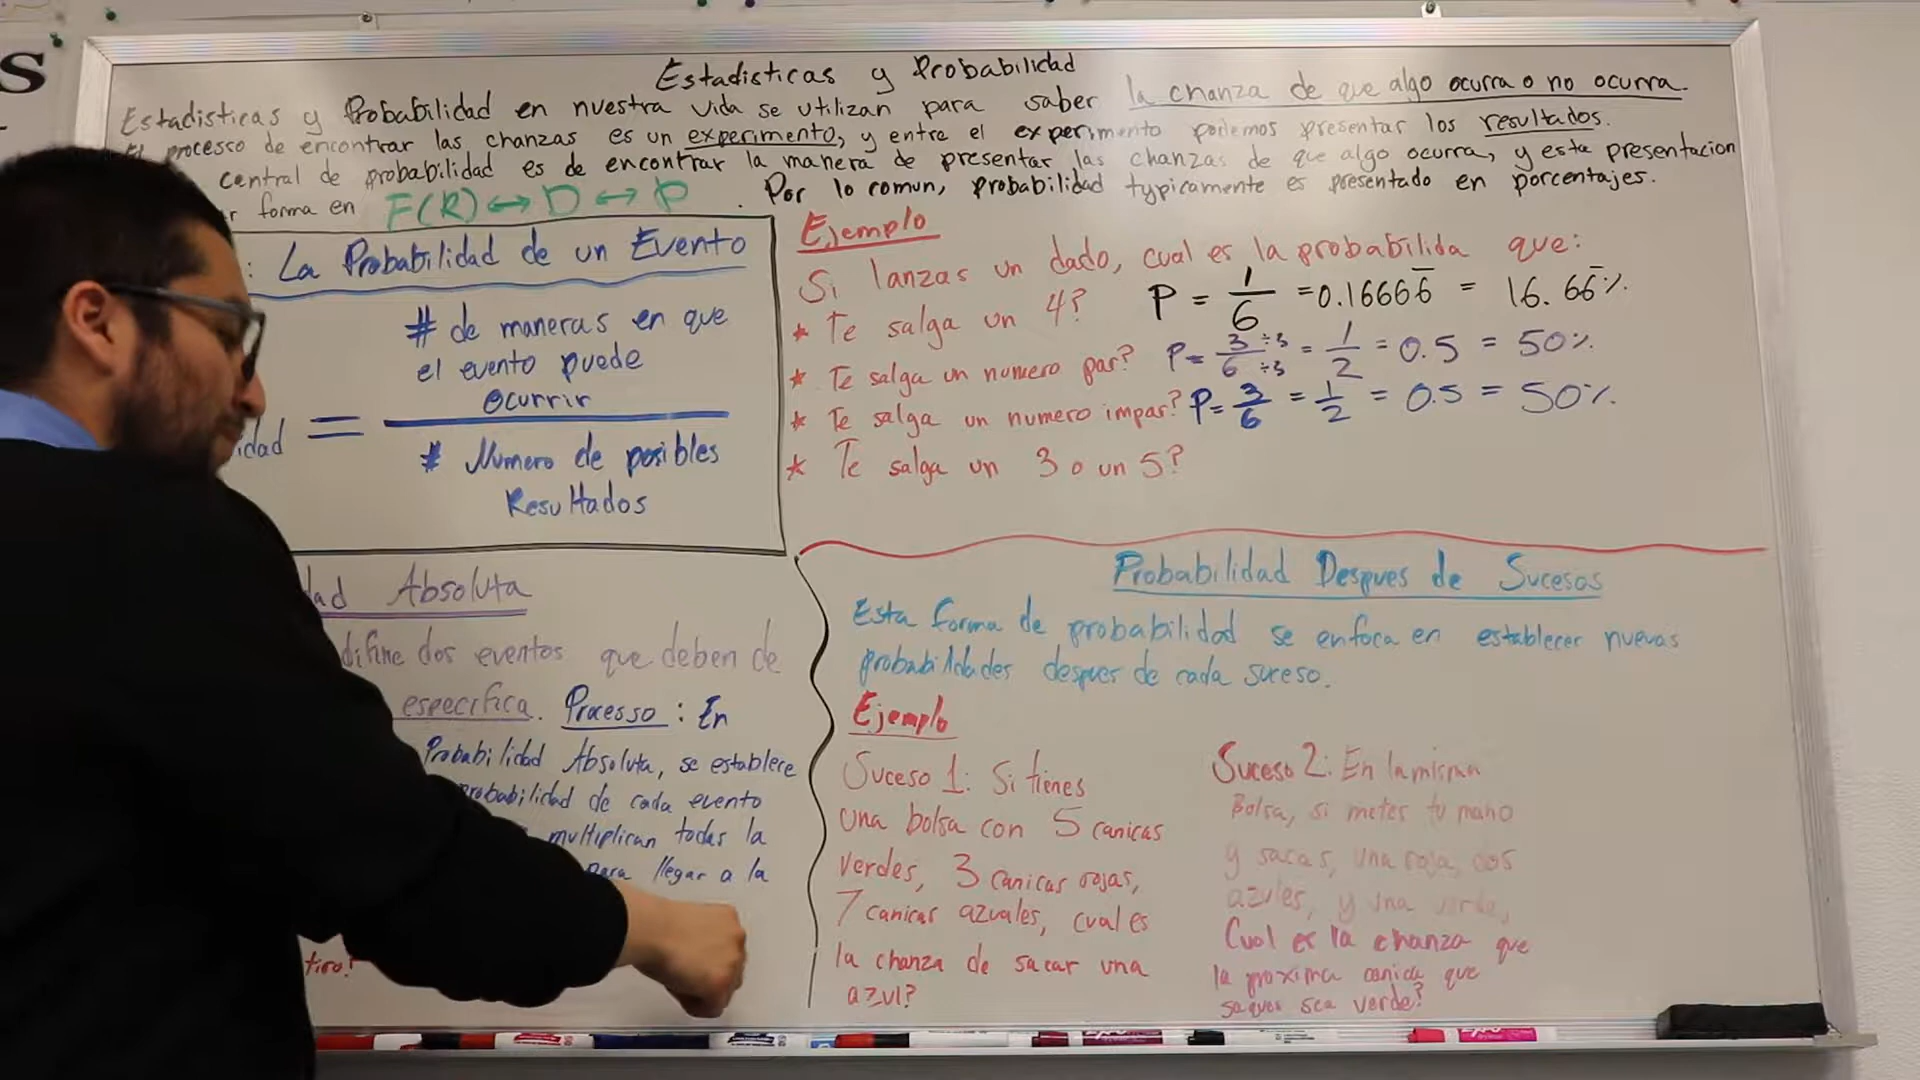 S
Estadisticas y Probabilidad
Estadisticas y Probabilidad en nuestra vida se utilizan para saber la chanza de que algo ocurra o no ocurra.
El processo de encontrar las chanzas es un experimento, y entre el experimento podemos presentar los resultados.
central de probabilidad es de encontrar la manera de presentar las chanzas de que algo ocurra, y esta presentacion
r forma en F(R) ↔ D ↔ p . Por lo comun, probabilidad typicamente es presentado en porcentajes.
: La Probabilidad de un Evento
# de maneras en que
el evento puede
Ocurrir
idad =
# Numero de posibles
Resultados
Ejemplo
Si lanzas un dado, cual es la probabilida que:
* Te salga un 4? P = 1/6 = 0.16666̅ = 16.66̅%
* Te salga un numero par? P = 3÷3/6÷3 = 1/2 = 0.5 = 50%
* Te salga un numero impar? P = 3/6 = 1/2 = 0.5 = 50%
* Te salga un 3 o un 5?
dad Absoluta
difine dos eventos que deben de
especifica. Processo: En
Probabilidad Absoluta, se establece
probabilidad de cada evento
multiplican todas la
para llegar a la
tiro?
Probabilidad Despues de Sucesos
Esta forma de probabilidad se enfoca en establecer nuevas
probabilidades despues de cada suceso.
Ejemplo
Suceso 1: Si tienes
una bolsa con 5 canicas
verdes, 3 canicas rojas,
7 canicas azuales, cual es
la chanza de sacar una
azul?
Suceso 2: En la misma
Bolsa, si metes tu mano
y sacas, una roja, dos
azules, y una verde,
Cual es la chanza que
la proxima canica que
saques sea verde?